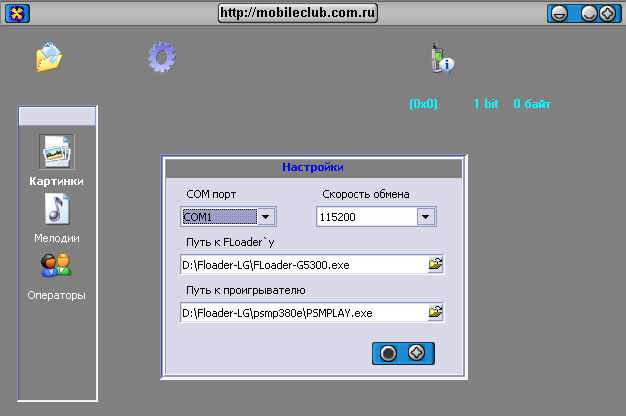 http://mobileclub.com.ru
(0x0) 1 bit 0 байт
Картинки
Мелодии
Операторы
Настройки
COM порт Скорость обмена
COM1 115200
Путь к FLoader`у
D:\Floader-LG\FLoader-G5300.exe
Путь к проигрывателю
D:\Floader-LG\psmp380e\PSMPLAY.exe